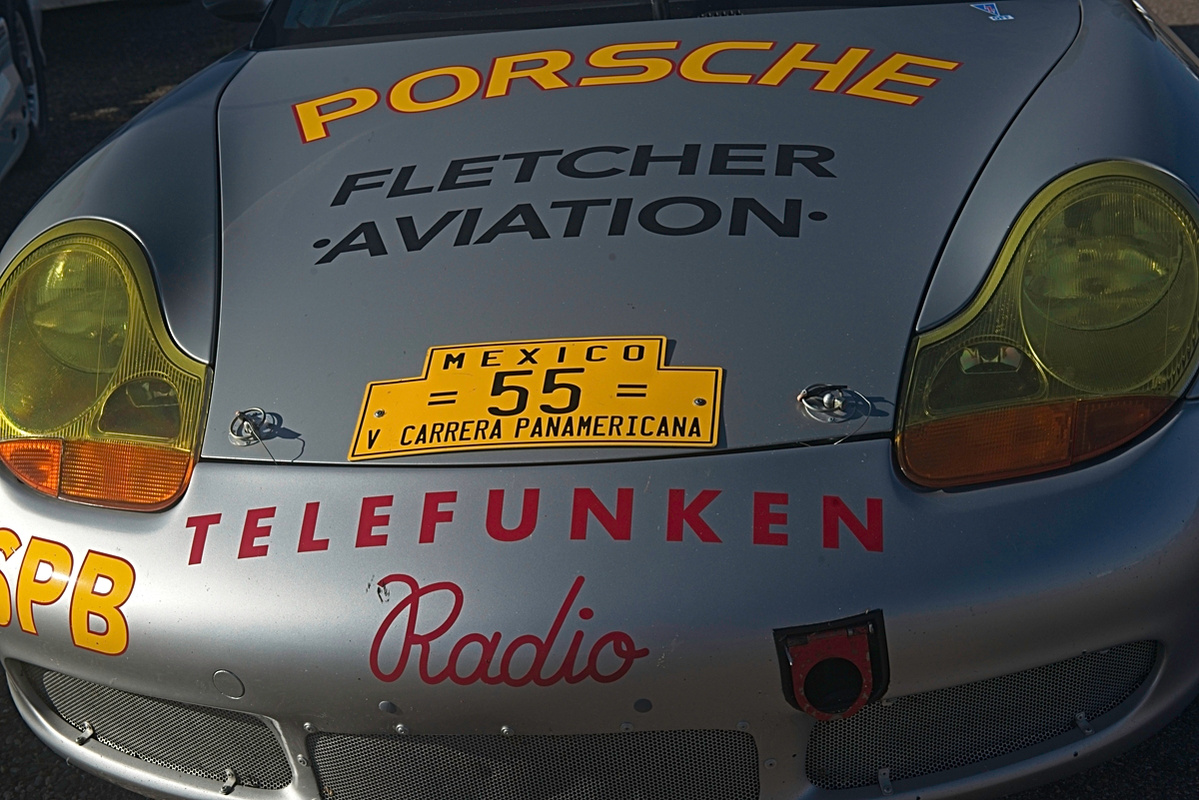 PORSCHE
FLETCHER
·AVIATION·
MEXICO
= 55 =
V CARRERA PANAMERICANA
TELEFUNKEN
SPB
Radio